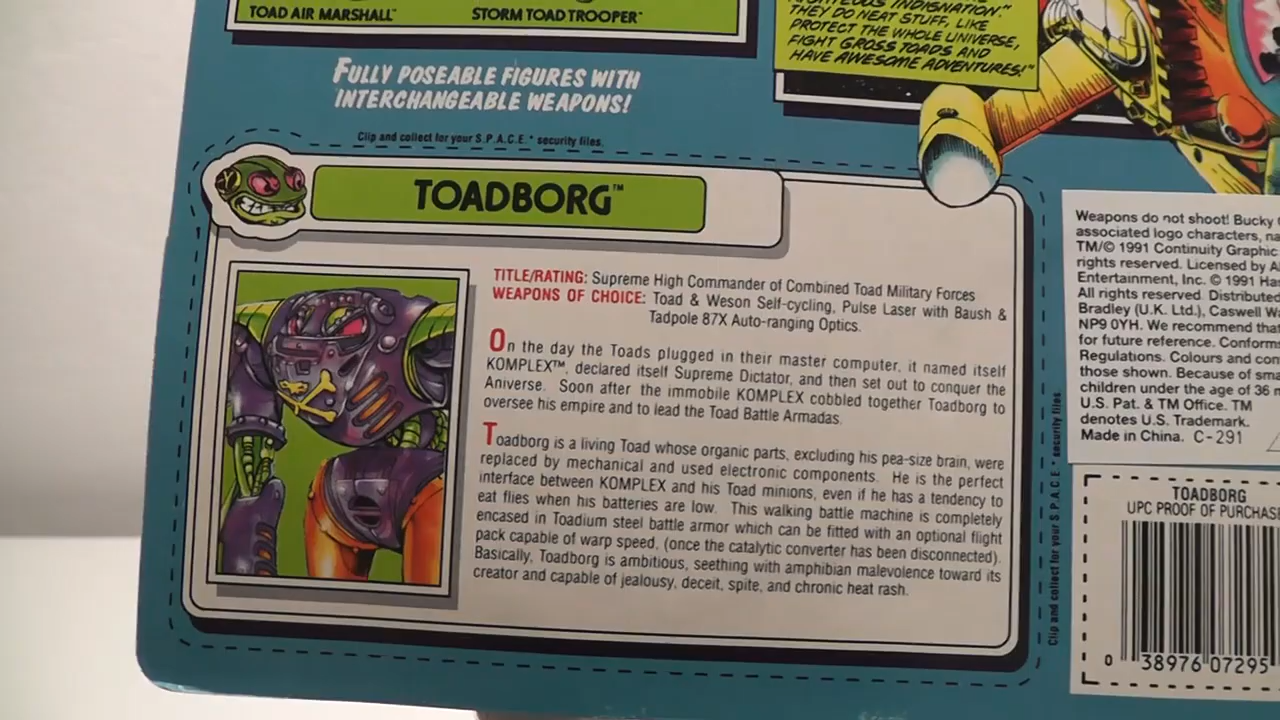 TOAD AIR MARSHALL™
STORM TOAD TROOPER™
INDIGNATION."
THEY DO NEAT STUFF, LIKE
PROTECT THE WHOLE UNIVERSE,
FIGHT GROSS TOADS AND
HAVE AWESOME ADVENTURES!"
FULLY POSEABLE FIGURES WITH
INTERCHANGEABLE WEAPONS!
Clip and collect for your S.P.A.C.E.* security files.
TOADBORG™
TITLE/RATING: Supreme High Commander of Combined Toad Military Forces
WEAPONS OF CHOICE: Toad & Weson Self-cycling, Pulse Laser with Baush &
Tadpole 87X Auto-ranging Optics.
On the day the Toads plugged in their master computer, it named itself
KOMPLEX™, declared itself Supreme Dictator, and then set out to conquer the
Aniverse. Soon after the immobile KOMPLEX cobbled together Toadborg to
oversee his empire and to lead the Toad Battle Armadas.
Toadborg is a living Toad whose organic parts, excluding his pea-size brain, were
replaced by mechanical and used electronic components. He is the perfect
interface between KOMPLEX and his Toad minions, even if he has a tendency to
eat flies when his batteries are low. This walking battle machine is completely
encased in Toadium steel battle armor which can be fitted with an optional flight
pack capable of warp speed, (once the catalytic converter has been disconnected).
Basically, Toadborg is ambitious, seething with amphibian malevolence toward its
creator and capable of jealousy, deceit, spite, and chronic heat rash.
Clip and collect for your S.P.A.C.E.* security files.
Weapons do not shoot! Bucky
associated logo characters,
TM/© 1991 Continuity Graphic
rights reserved. Licensed by
Entertainment, Inc. © 1991
All rights reserved. Distributed
Bradley (U.K. Ltd.), Caswell
NP9 0YH. We recommend
for future reference.
Regulations. Colours and
those shown. Because of
children under the age of 36
U.S. Pat. & TM Office. TM
denotes U.S. Trademark.
Made in China. C-291
TOADBORG
UPC PROOF OF
0 38976 07295